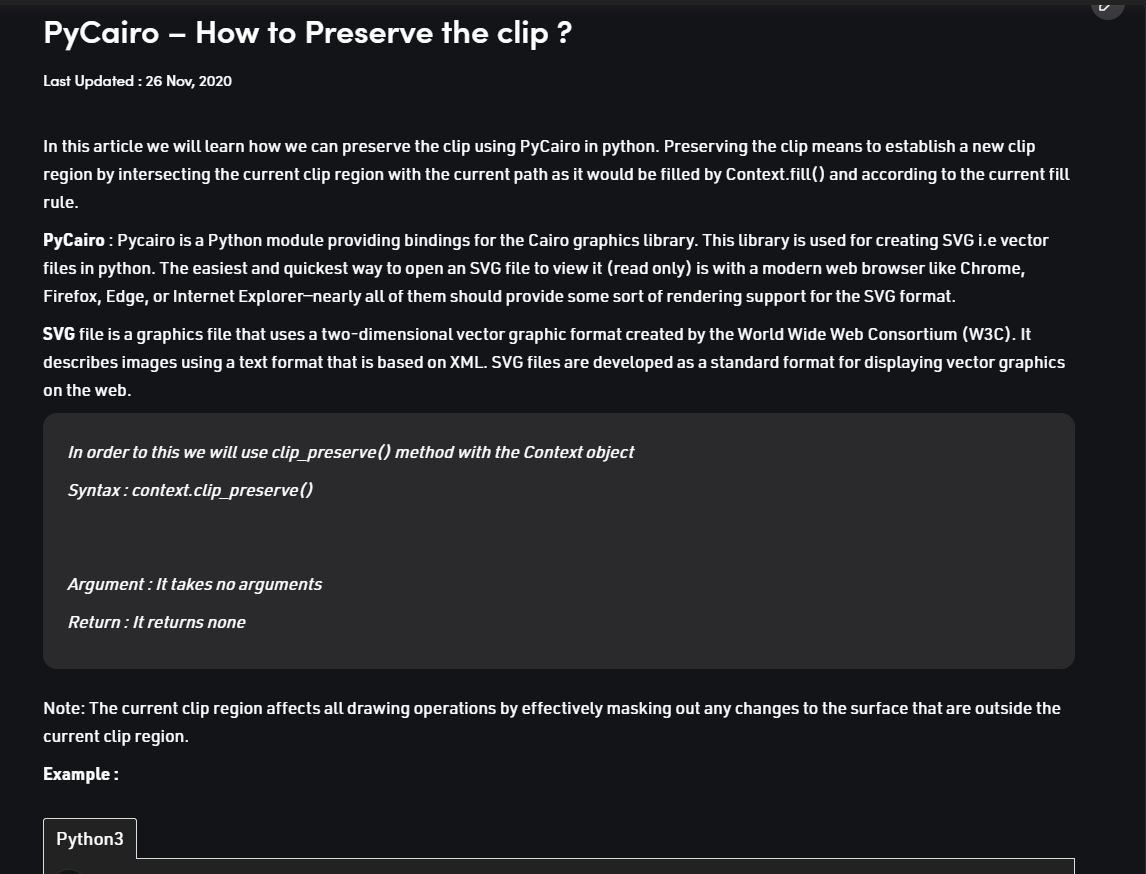 PyCairo – How to Preserve the clip ?
Last Updated : 26 Nov, 2020
In this article we will learn how we can preserve the clip using PyCairo in python. Preserving the clip means to establish a new clip
region by intersecting the current clip region with the current path as it would be filled by Context.fill() and according to the current fill
rule.
PyCairo : Pycairo is a Python module providing bindings for the Cairo graphics library. This library is used for creating SVG i.e vector
files in python. The easiest and quickest way to open an SVG file to view it (read only) is with a modern web browser like Chrome,
Firefox, Edge, or Internet Explorer—nearly all of them should provide some sort of rendering support for the SVG format.
SVG file is a graphics file that uses a two-dimensional vector graphic format created by the World Wide Web Consortium (W3C). It
describes images using a text format that is based on XML. SVG files are developed as a standard format for displaying vector graphics
on the web.
In order to this we will use clip_preserve() method with the Context object
Syntax : context.clip_preserve()
Argument : It takes no arguments
Return : It returns none
Note: The current clip region affects all drawing operations by effectively masking out any changes to the surface that are outside the
current clip region.
Example :
Python3